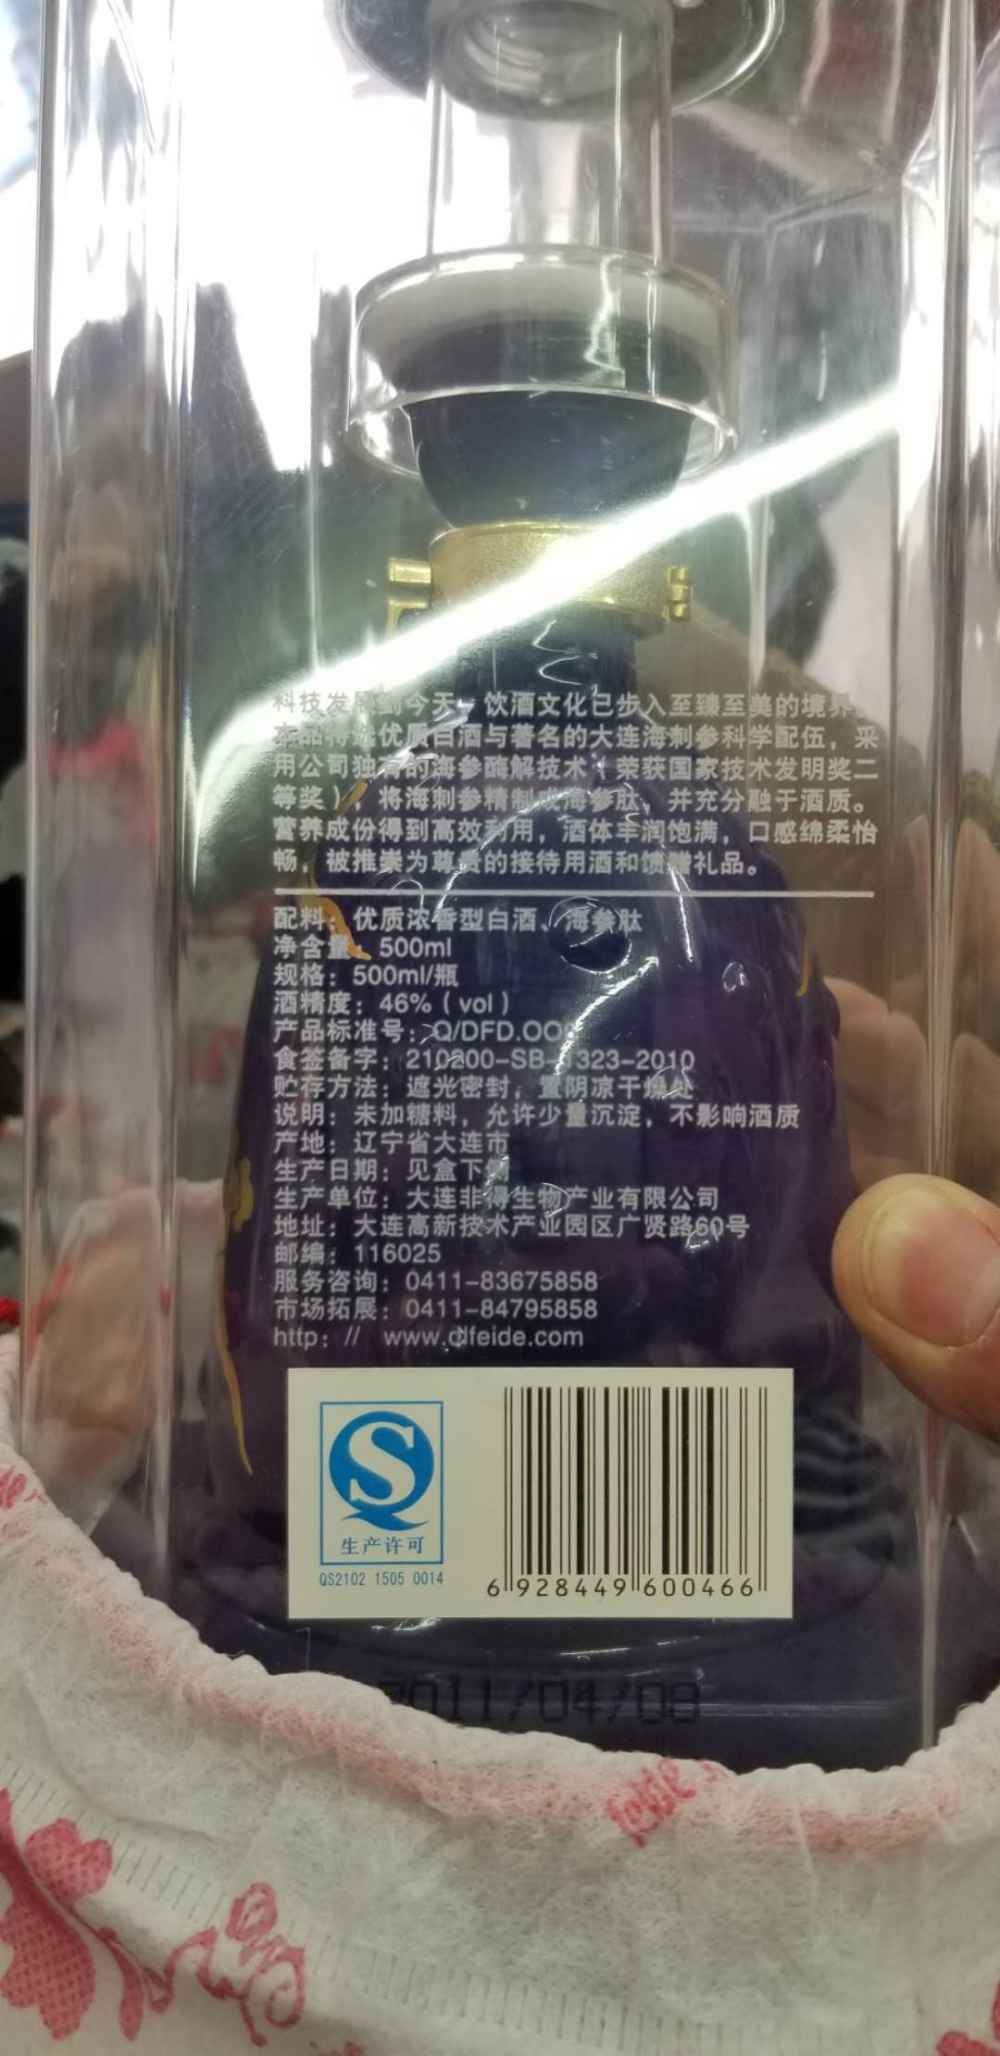 科技发展到今天，饮酒文化已步入至臻至美的境界。
本品特选优质白酒与著名的大连海刺参科学配伍，采
用公司独有的海参酶解技术（荣获国家技术发明奖二
等奖），将海刺参精制成海参肽，并充分融于酒质。
营养成份得到高效利用，酒体丰润饱满，口感绵柔怡
畅，被推崇为尊贵的接待用酒和馈赠礼品。
配料：优质浓香型白酒、海参肽
净含量：500ml
规格：500ml/瓶
酒精度：46%（vol）
产品标准号：Q/DFD.OO
食签备字：210200-SB-1323-2010
贮存方法：遮光密封，置阴凉干燥处
说明：未加糖料，允许少量沉淀，不影响酒质
产地：辽宁省大连市
生产日期：见盒下
生产单位：大连非得生物产业有限公司
地址：大连高新技术产业园区广贤路60号
邮编：116025
服务咨询：0411-83675858
市场拓展：0411-84795858
http：// www.dlfeide.com
S
生产许可
QS2102 1505 0014
6 928449 600466
2011/04/08